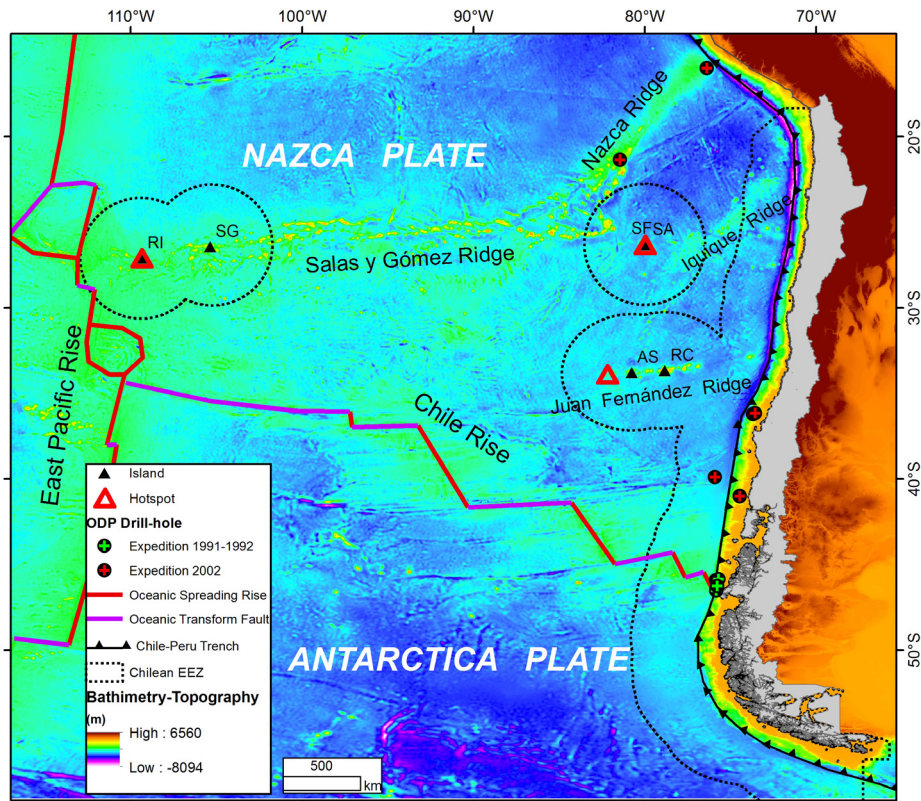 110°W 100°W 90°W 80°W 70°W
20°S
30°S
40°S
50°S
NAZCA PLATE
Nazca Ridge
RI
SG
SFSA
Iquique Ridge
Salas y Gómez Ridge
AS RC
Juan Fernández Ridge
East Pacific Rise
Chile Rise
ANTARCTICA PLATE
Island
Hotspot
ODP Drill-hole
Expedition 1991-1992
Expedition 2002
Oceanic Spreading Rise
Oceanic Transform Fault
Chile-Peru Trench
Chilean EEZ
Bathimetry-Topography
(m)
High : 6560
Low : -8094
500
km